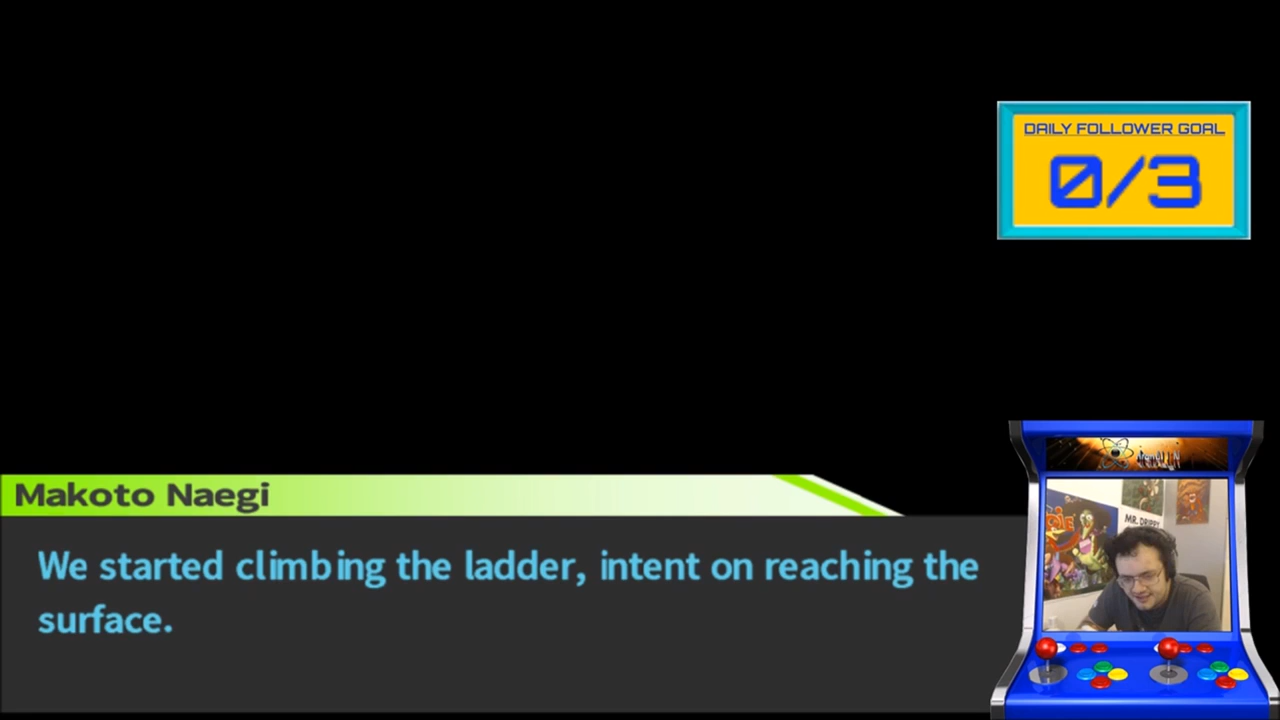 DAILY FOLLOWER GOAL
0/3
Makoto Naegi
We started climbing the ladder, intent on reaching the
surface.
MR. DRIPPY